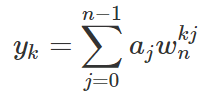 $y_k = \sum_{j=0}^{n-1} a_j w_n^{kj}$